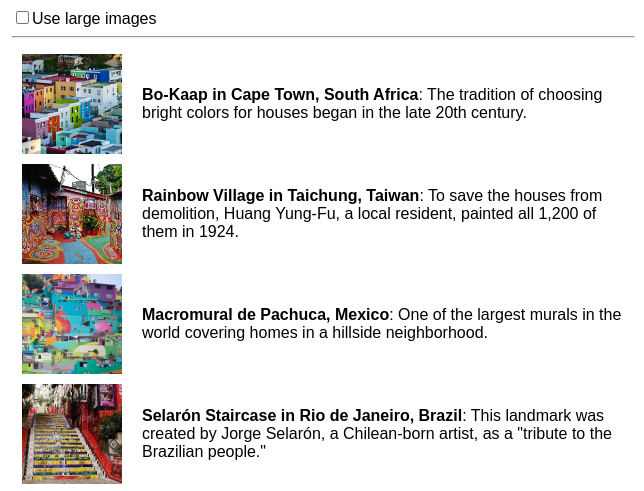 Use large images
Bo-Kaap in Cape Town, South Africa: The tradition of choosing
bright colors for houses began in the late 20th century.
Rainbow Village in Taichung, Taiwan: To save the houses from
demolition, Huang Yung-Fu, a local resident, painted all 1,200 of
them in 1924.
Macromural de Pachuca, Mexico: One of the largest murals in the
world covering homes in a hillside neighborhood.
Selarón Staircase in Rio de Janeiro, Brazil: This landmark was
created by Jorge Selarón, a Chilean-born artist, as a "tribute to the
Brazilian people."